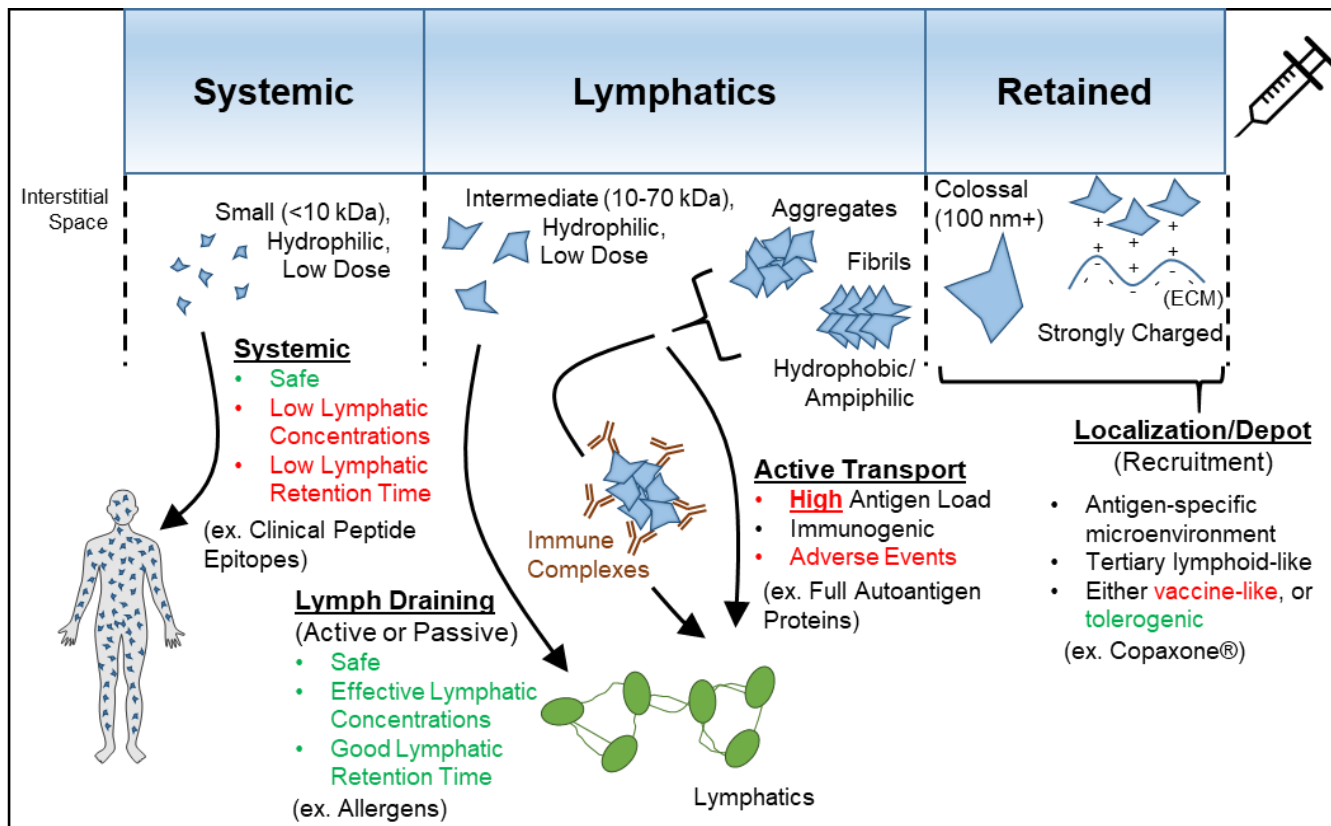 Systemic
Lymphatics
Retained
Interstitial
Space
Small (<10 kDa),
Hydrophilic,
Low Dose
Intermediate (10-70 kDa),
Hydrophilic,
Low Dose
Aggregates
Fibrils
Hydrophobic/
Ampiphilic
Colossal
(100 nm+)
+ + +
+ + +
+
- - - - - -
(ECM)
Strongly Charged
Systemic
• Safe
• Low Lymphatic
Concentrations
• Low Lymphatic
Retention Time
(ex. Clinical Peptide
Epitopes)
Lymph Draining
(Active or Passive)
• Safe
• Effective Lymphatic
Concentrations
• Good Lymphatic
Retention Time
(ex. Allergens)
Immune
Complexes
Active Transport
• High Antigen Load
• Immunogenic
• Adverse Events
(ex. Full Autoantigen
Proteins)
Lymphatics
Localization/Depot
(Recruitment)
• Antigen-specific
microenvironment
• Tertiary lymphoid-like
• Either vaccine-like, or
tolerogenic
(ex. Copaxone®)